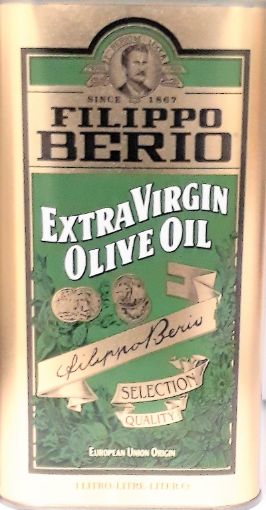 SINCE 1867
FILIPPO
BERIO
EXTRA VIRGIN
OLIVE OIL
Filippo Berio
SELECTION
QUALITY
EUROPEAN UNION ORIGIN
1 LITRO-LITRE-LITER ℮